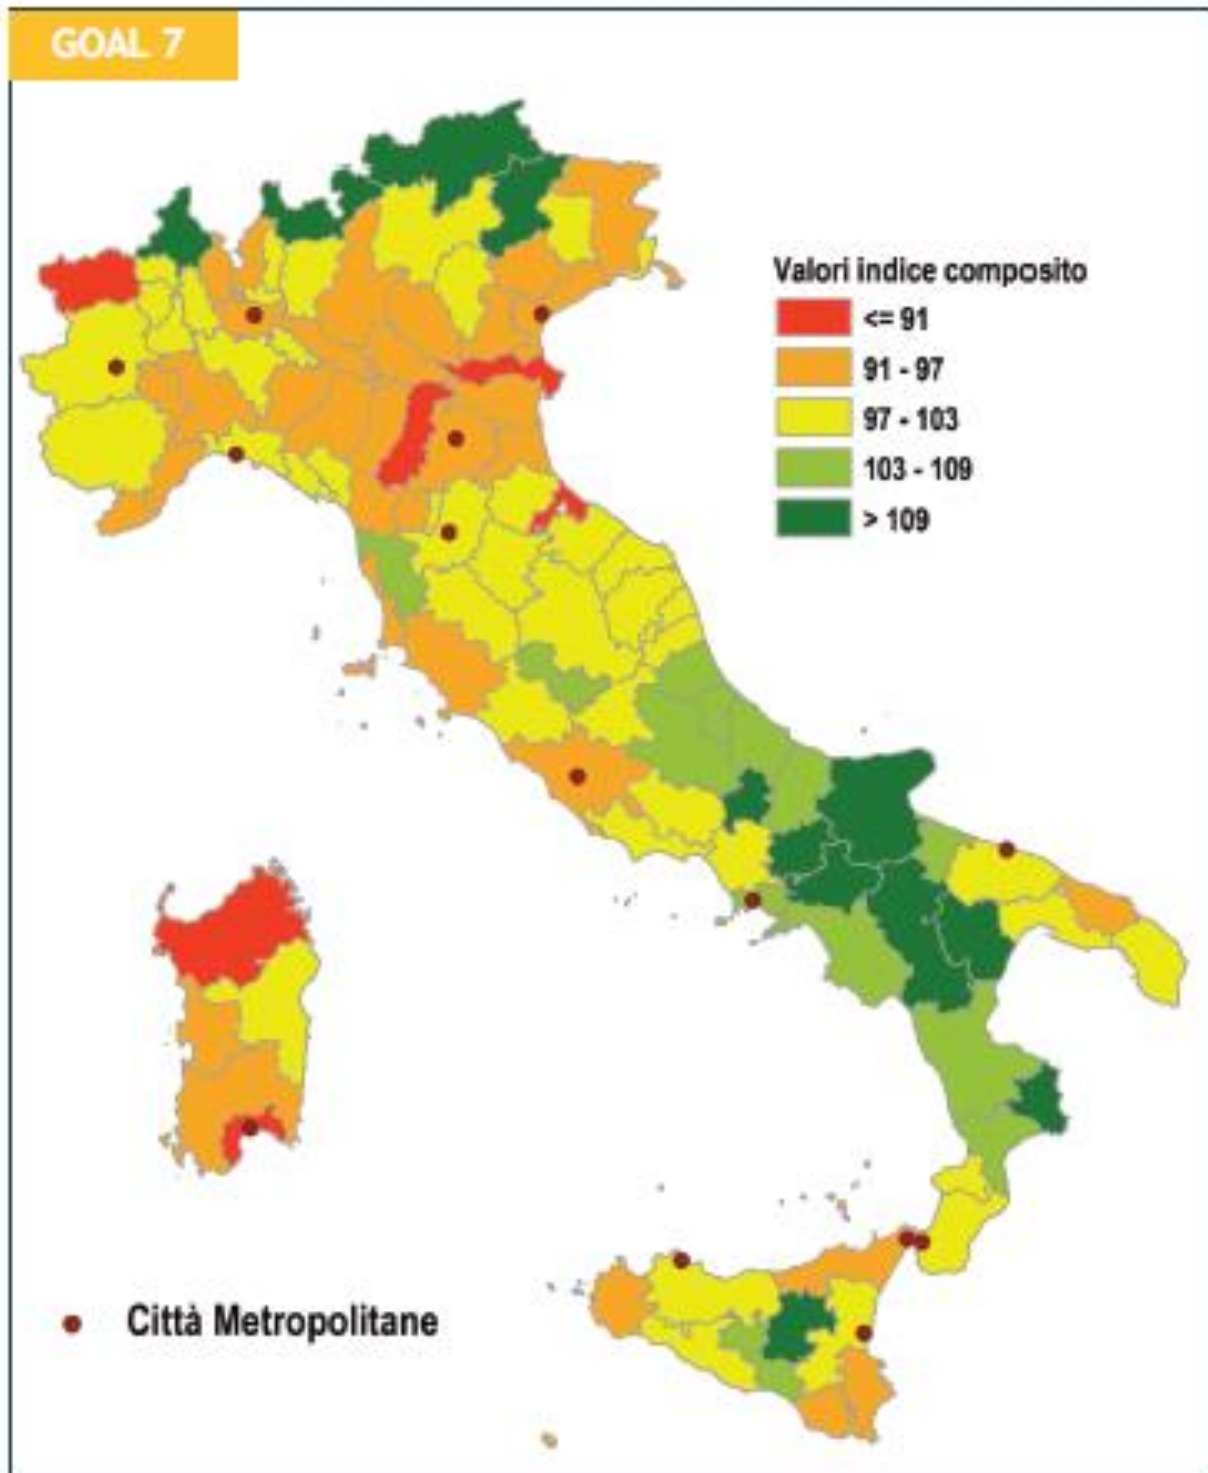 GOAL 7
Valori indice composito
<= 91
91 - 97
97 - 103
103 - 109
> 109
Città Metropolitane